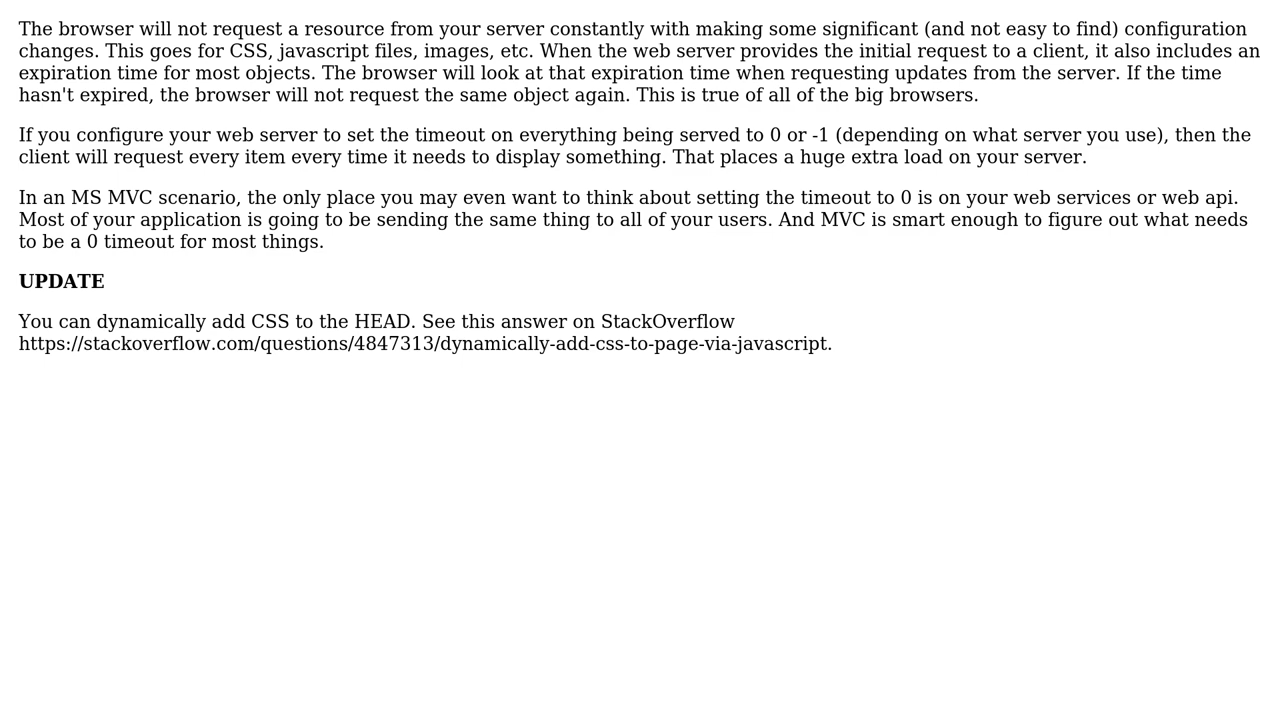 The browser will not request a resource from your server constantly with making some significant (and not easy to find) configuration
changes. This goes for CSS, javascript files, images, etc. When the web server provides the initial request to a client, it also includes an
expiration time for most objects. The browser will look at that expiration time when requesting updates from the server. If the time
hasn't expired, the browser will not request the same object again. This is true of all of the big browsers.
If you configure your web server to set the timeout on everything being served to 0 or -1 (depending on what server you use), then the
client will request every item every time it needs to display something. That places a huge extra load on your server.
In an MS MVC scenario, the only place you may even want to think about setting the timeout to 0 is on your web services or web api.
Most of your application is going to be sending the same thing to all of your users. And MVC is smart enough to figure out what needs
to be a 0 timeout for most things.
UPDATE
You can dynamically add CSS to the HEAD. See this answer on StackOverflow
https://stackoverflow.com/questions/4847313/dynamically-add-css-to-page-via-javascript.